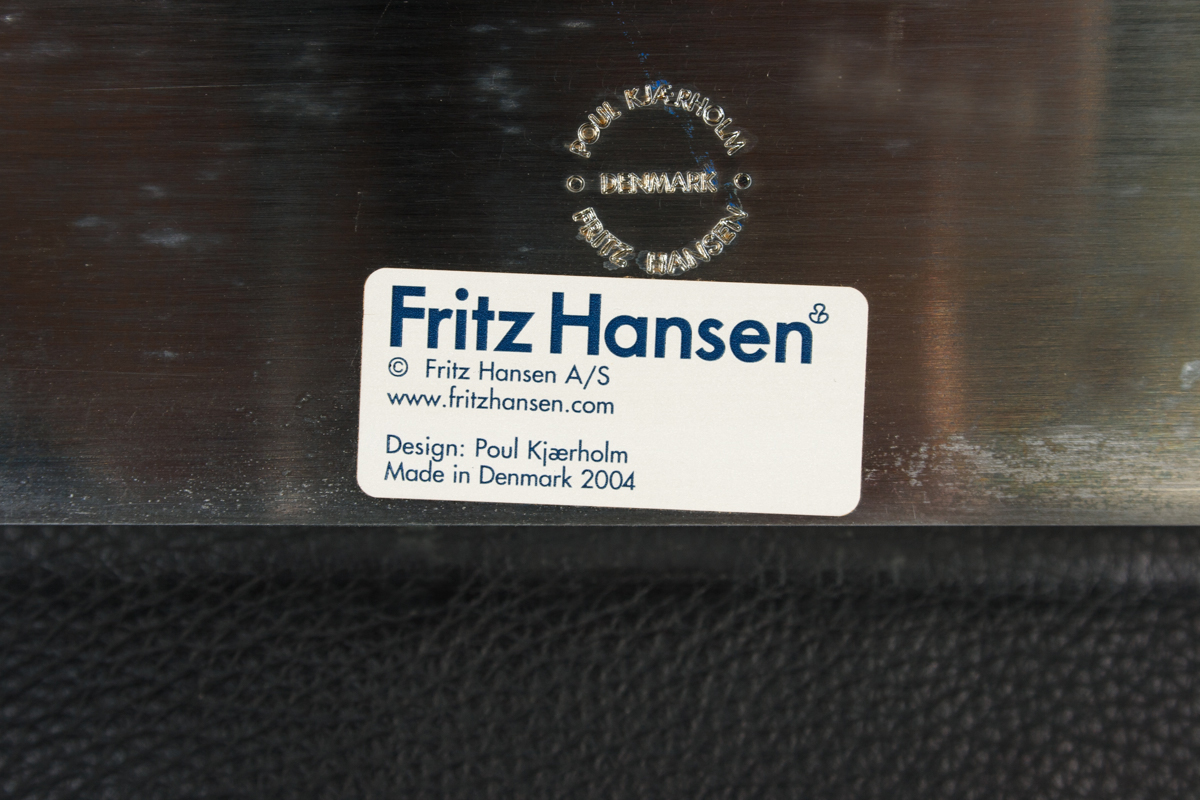 POUL KJÆRHOLM
DENMARK
FRITZ HANSEN
Fritz Hansen
© Fritz Hansen A/S
www.fritzhansen.com
Design: Poul Kjærholm
Made in Denmark 2004